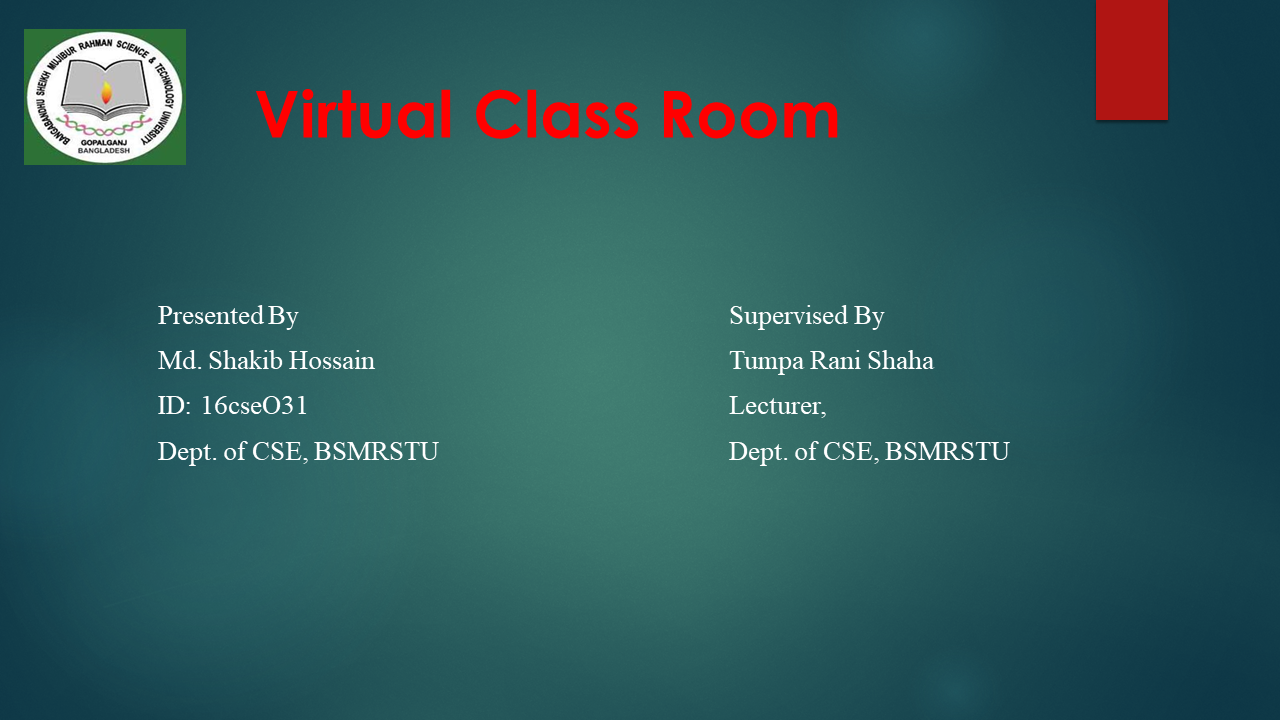 BANGABANDHU SHEIKH MUJIBUR RAHMAN SCIENCE & TECHNOLOGY UNIVERSITY
GOPALGANJ
BANGLADESH
Virtual Class Room
Presented By
Md. Shakib Hossain
ID: 16cseO31
Dept. of CSE, BSMRSTU
Supervised By
Tumpa Rani Shaha
Lecturer,
Dept. of CSE, BSMRSTU